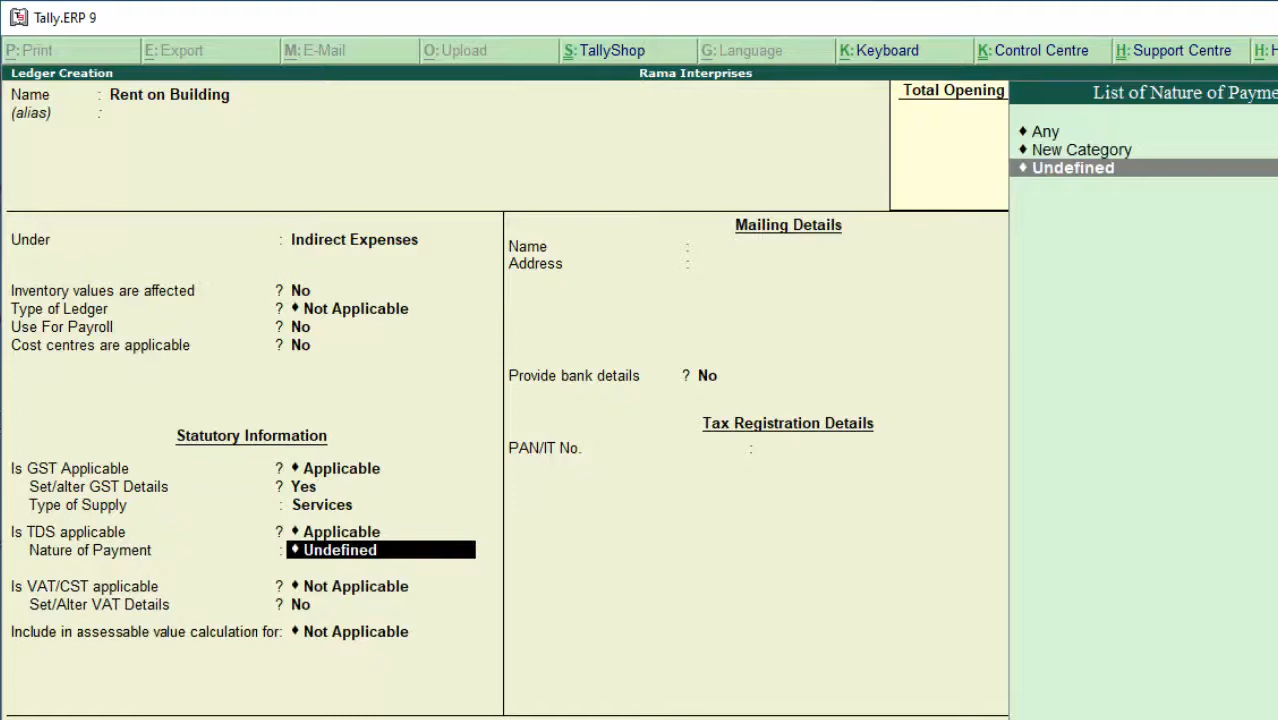 Tally.ERP 9
P: Print E: Export M: E-Mail O: Upload S: TallyShop G: Language K: Keyboard K: Control Centre H: Support Centre H:
Ledger Creation Rama Interprises
Name : Rent on Building
(alias) :
Total Opening
List of Nature of Payme
♦ Any
♦ New Category
♦ Undefined
Under : Indirect Expenses
Inventory values are affected ? No
Type of Ledger ? ♦ Not Applicable
Use For Payroll ? No
Cost centres are applicable ? No
Statutory Information
Is GST Applicable ? ♦ Applicable
Set/alter GST Details ? Yes
Type of Supply : Services
Is TDS applicable ? ♦ Applicable
Nature of Payment : ♦ Undefined
Is VAT/CST applicable ? ♦ Not Applicable
Set/Alter VAT Details ? No
Include in assessable value calculation for: ♦ Not Applicable
Mailing Details
Name :
Address :
Provide bank details ? No
Tax Registration Details
PAN/IT No. :